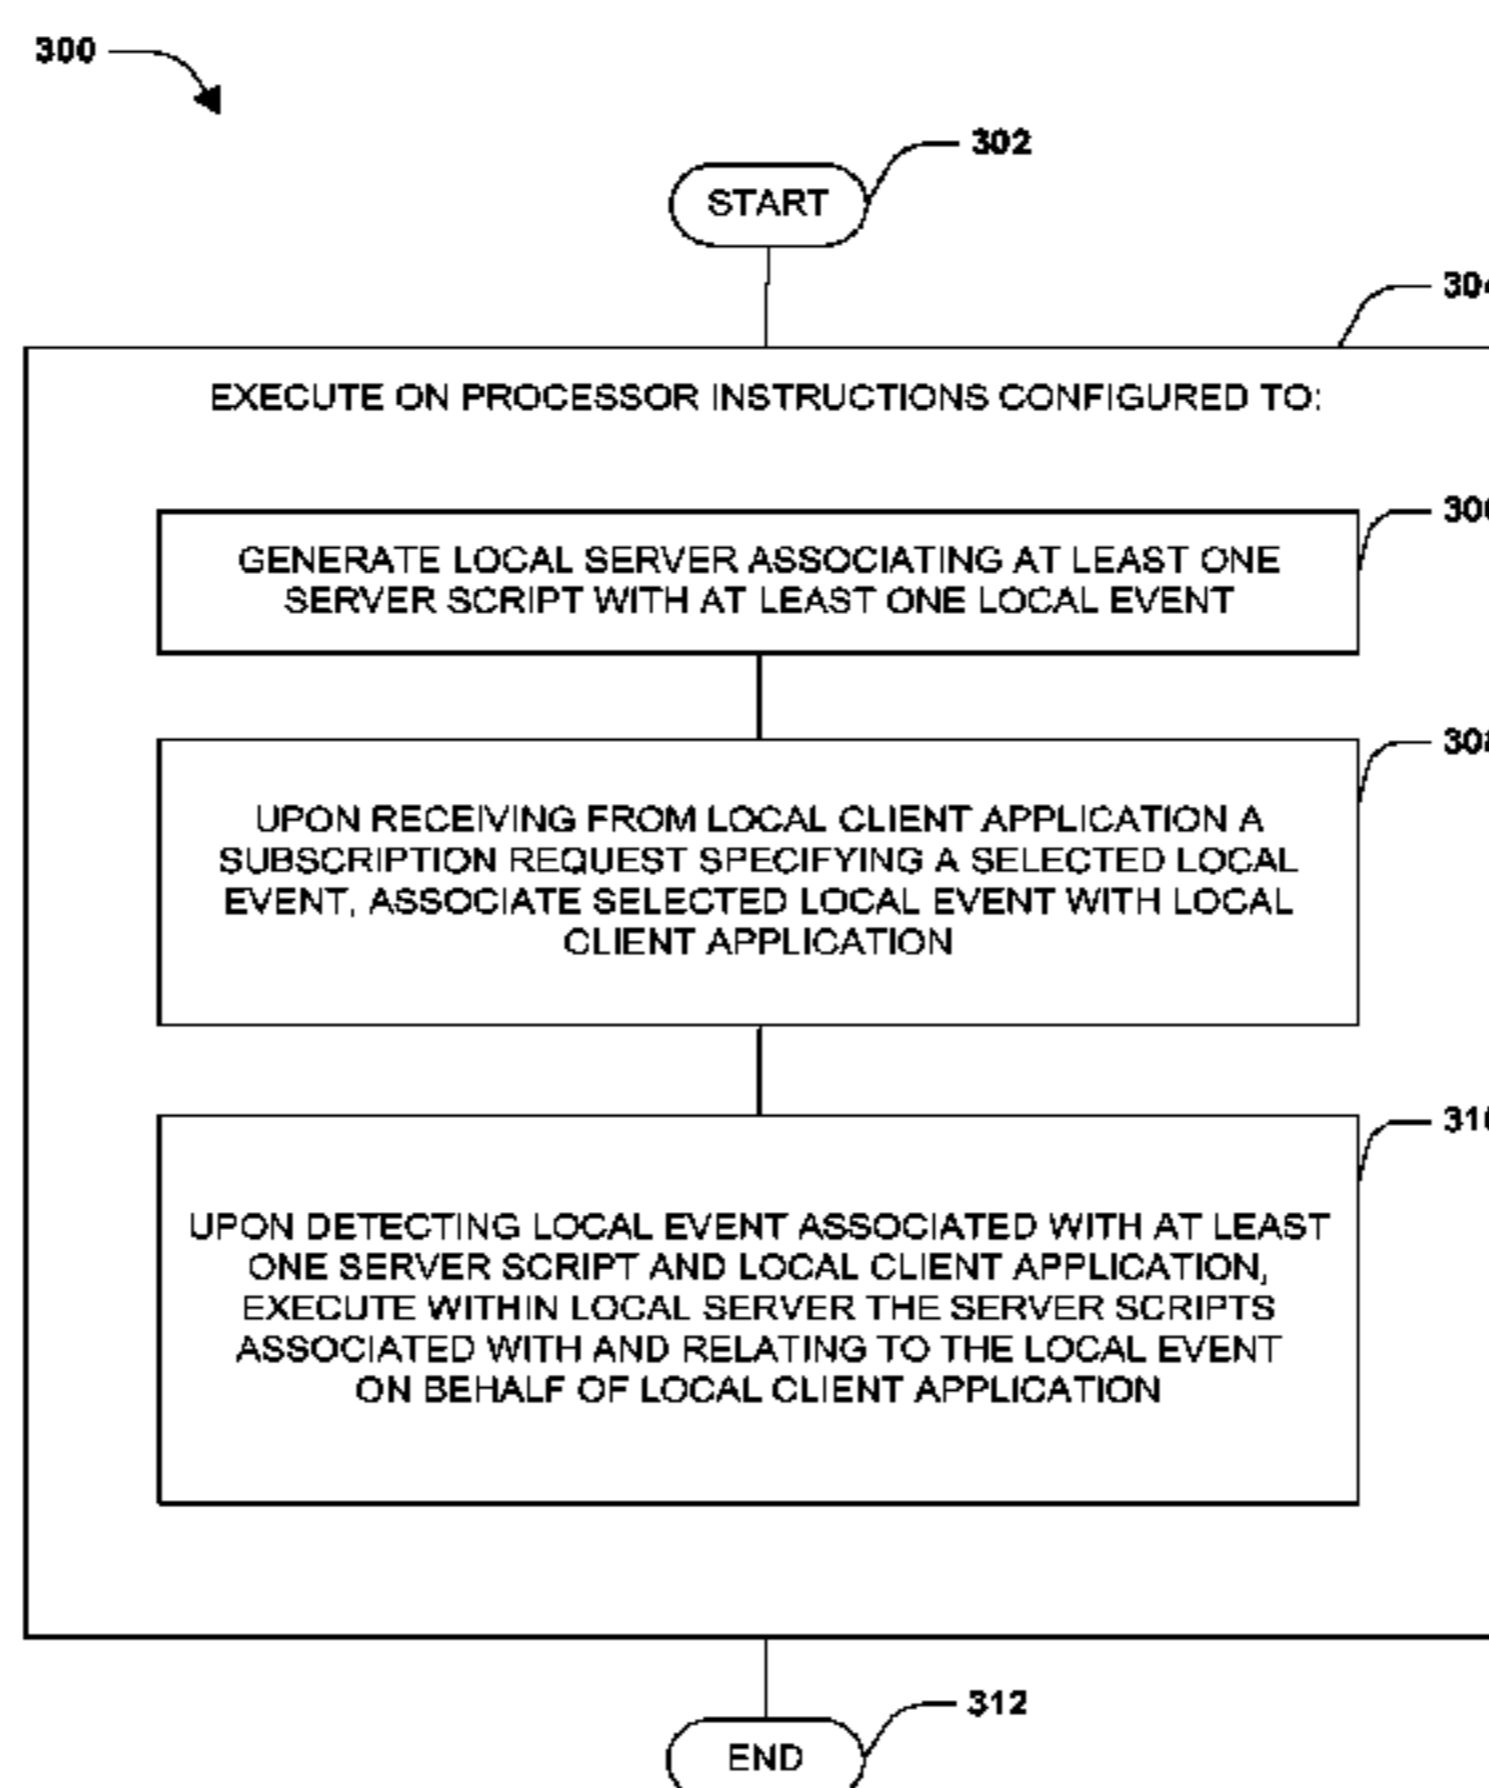 300
302
START
EXECUTE ON PROCESSOR INSTRUCTIONS CONFIGURED TO:
GENERATE LOCAL SERVER ASSOCIATING AT LEAST ONE
SERVER SCRIPT WITH AT LEAST ONE LOCAL EVENT
UPON RECEIVING FROM LOCAL CLIENT APPLICATION A
SUBSCRIPTION REQUEST SPECIFYING A SELECTED LOCAL
EVENT, ASSOCIATE SELECTED LOCAL EVENT WITH LOCAL
CLIENT APPLICATION
UPON DETECTING LOCAL EVENT ASSOCIATED WITH AT LEAST
ONE SERVER SCRIPT AND LOCAL CLIENT APPLICATION,
EXECUTE WITHIN LOCAL SERVER THE SERVER SCRIPTS
ASSOCIATED WITH AND RELATING TO THE LOCAL EVENT
ON BEHALF OF LOCAL CLIENT APPLICATION
312
END